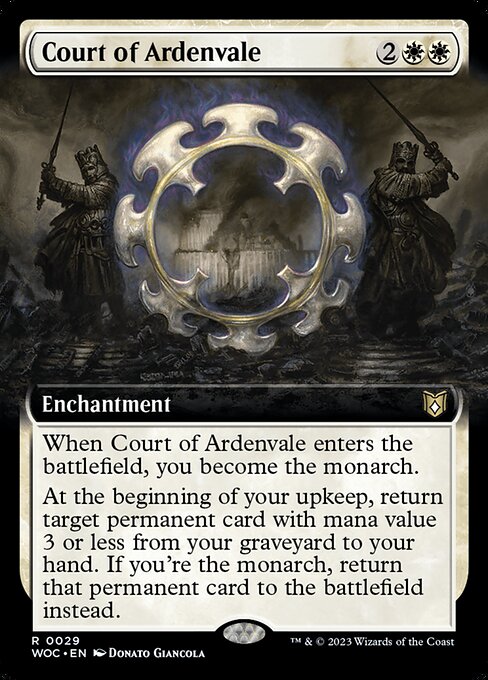 Court of Ardenvale 2
Enchantment
When Court of Ardenvale enters the
battlefield, you become the monarch.
At the beginning of your upkeep, return
target permanent card with mana value
3 or less from your graveyard to your
hand. If you're the monarch, return
that permanent card to the battlefield
instead.
R 0029 ™ & © 2023 Wizards of the Coast
WOC • EN Donato Giancola